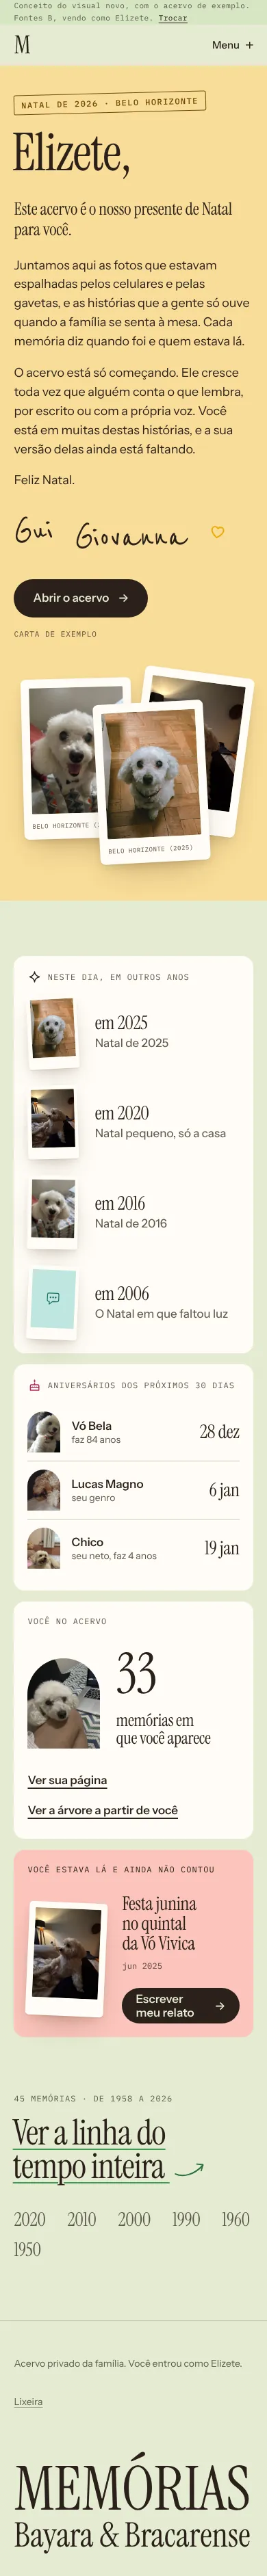 Conceito do visual novo, com o acervo de exemplo.
Fontes B, vendo como Elizete. Trocar
M
Menu +
NATAL DE 2026 · BELO HORIZONTE
Elizete,
Este acervo é o nosso presente de Natal
para você.
Juntamos aqui as fotos que estavam
espalhadas pelos celulares e pelas
gavetas, e as histórias que a gente só ouve
quando a família se senta à mesa. Cada
memória diz quando foi e quem estava lá.
O acervo está só começando. Ele cresce
toda vez que alguém conta o que lembra,
por escrito ou com a própria voz. Você
está em muitas destas histórias, e a sua
versão delas ainda está faltando.
Feliz Natal.
Gui Giovanna
Abrir o acervo →
CARTA DE EXEMPLO
BELO HORIZONTE (
BELO HORIZONTE (2025)
NESTE DIA, EM OUTROS ANOS
em 2025
Natal de 2025
em 2020
Natal pequeno, só a casa
em 2016
Natal de 2016
em 2006
O Natal em que faltou luz
ANIVERSÁRIOS DOS PRÓXIMOS 30 DIAS
Vó Bela
faz 84 anos
28 dez
Lucas Magno
seu genro
6 jan
Chico
seu neto, faz 4 anos
19 jan
VOCÊ NO ACERVO
33
memórias em
que você aparece
Ver sua página
Ver a árvore a partir de você
VOCÊ ESTAVA LÁ E AINDA NÃO CONTOU
Festa junina
no quintal
da Vó Vivica
jun 2025
Escrever
meu relato →
45 MEMÓRIAS · DE 1958 A 2026
Ver a linha do
tempo inteira
2020 2010 2000 1990 1960
1950
Acervo privado da família. Você entrou como Elizete.
Lixeira
MEMÓRIAS
Bayara & Bracarense